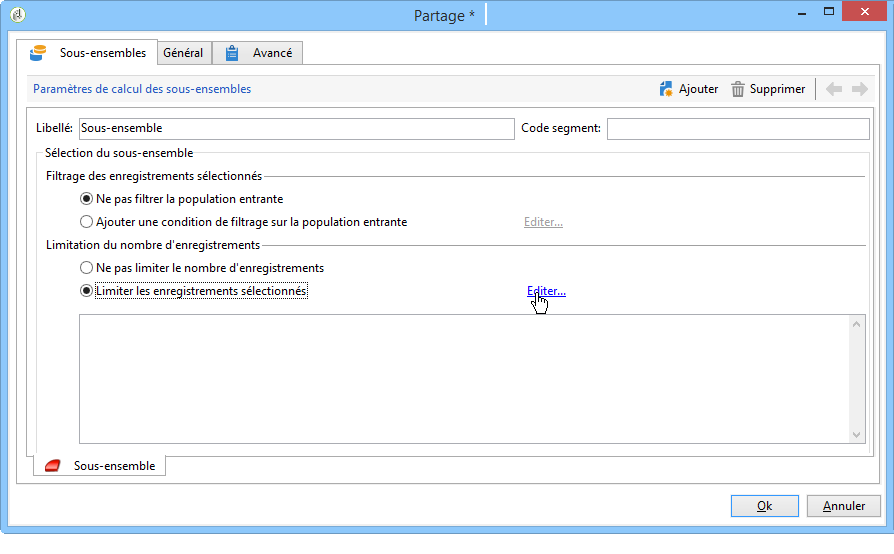 Partage *
Sous-ensembles Général Avancé
Paramètres de calcul des sous-ensembles Ajouter Supprimer
Libellé: Sous-ensemble Code segment:
Sélection du sous-ensemble
Filtrage des enregistrements sélectionnés
Ne pas filtrer la population entrante
Ajouter une condition de filtrage sur la population entrante Editer...
Limitation du nombre d'enregistrements
Ne pas limiter le nombre d'enregistrements
Limiter les enregistrements sélectionnés Editer...
Sous-ensemble
Ok Annuler